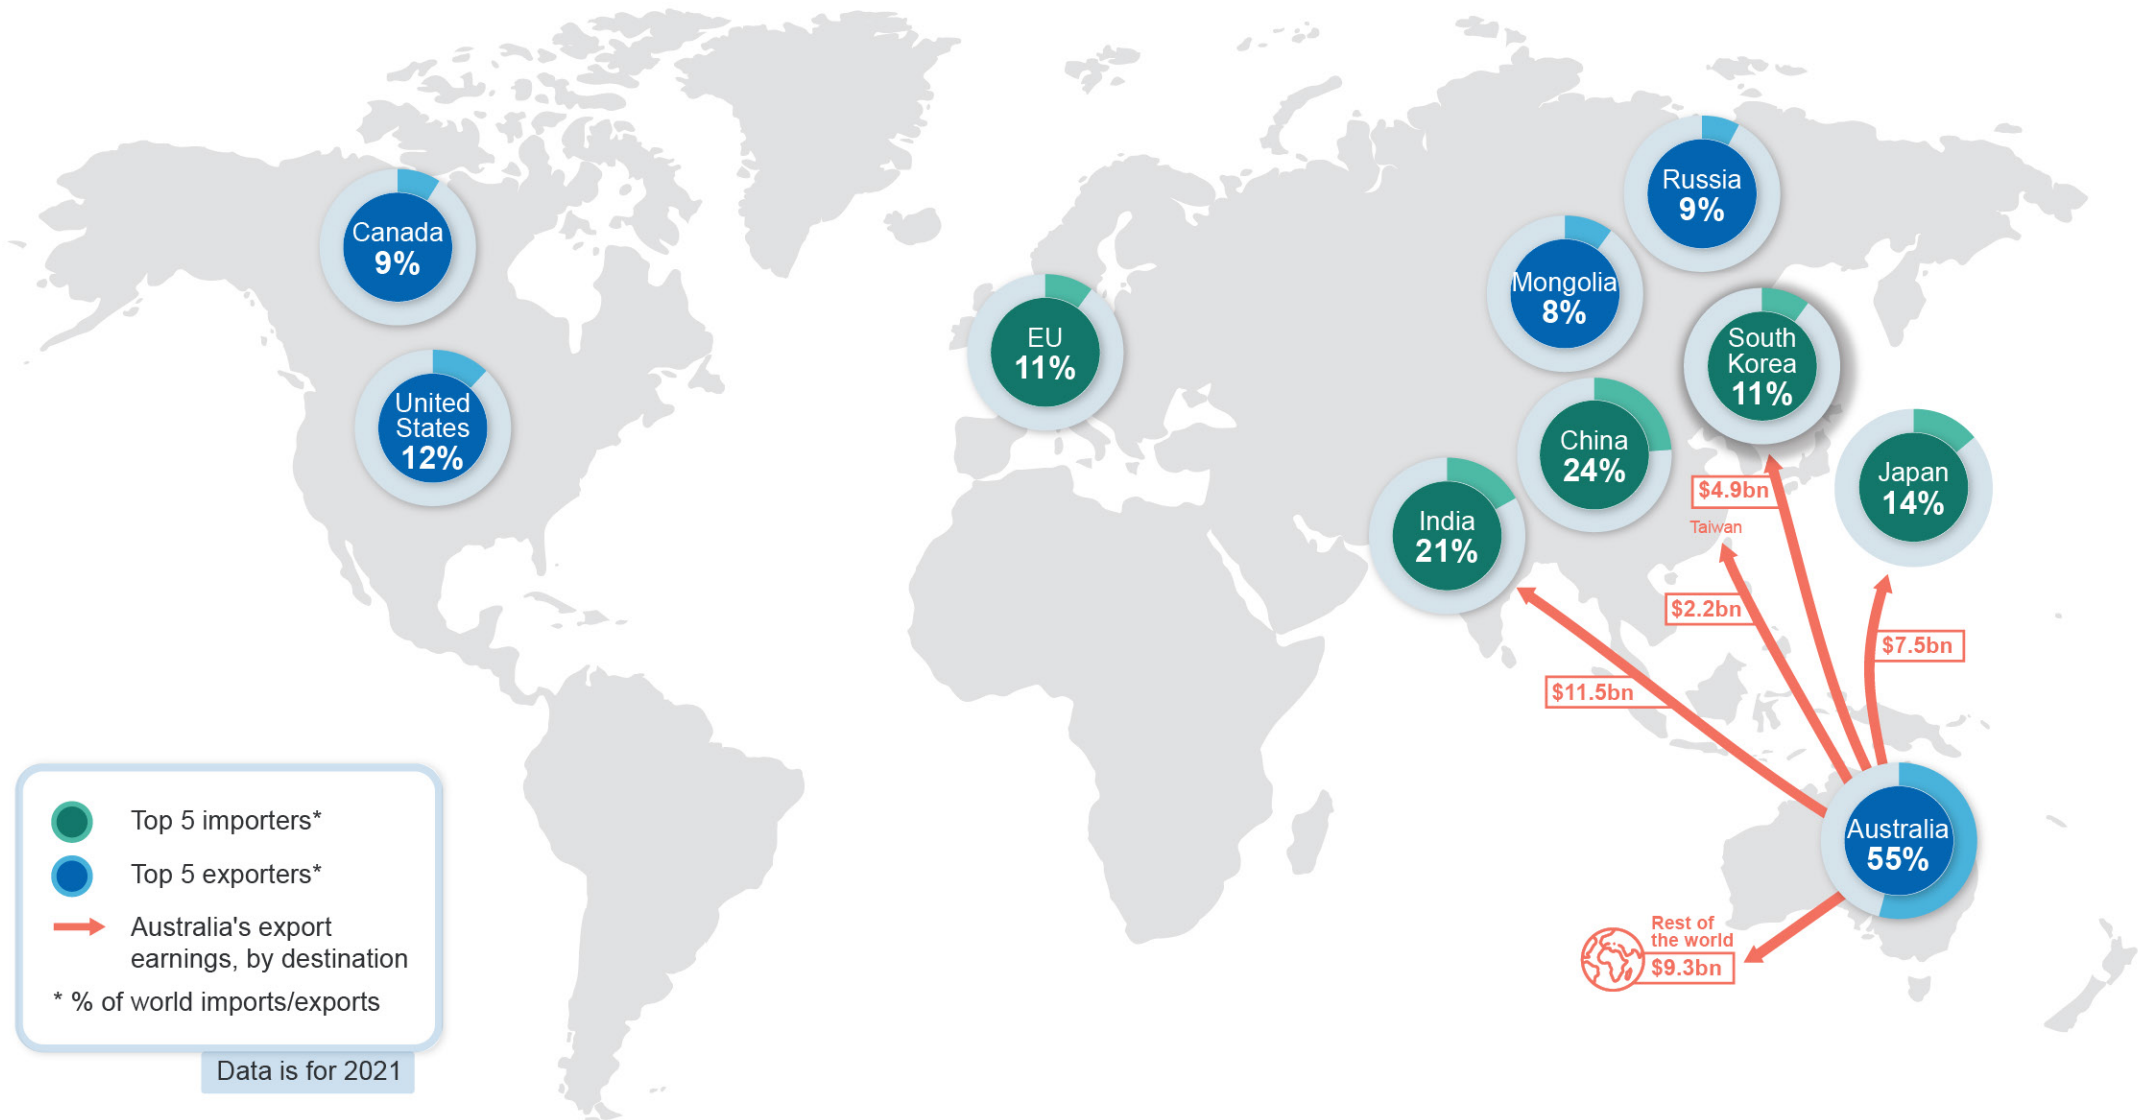 Canada
9%
United
States
12%
EU
11%
Russia
9%
Mongolia
8%
South
Korea
11%
China
24%
Japan
14%
India
21%
$4.9bn
Taiwan
$2.2bn
$7.5bn
$11.5bn
Australia
55%
Rest of
the world
$9.3bn
Top 5 importers*
Top 5 exporters*
Australia's export
earnings, by destination
* % of world imports/exports
Data is for 2021